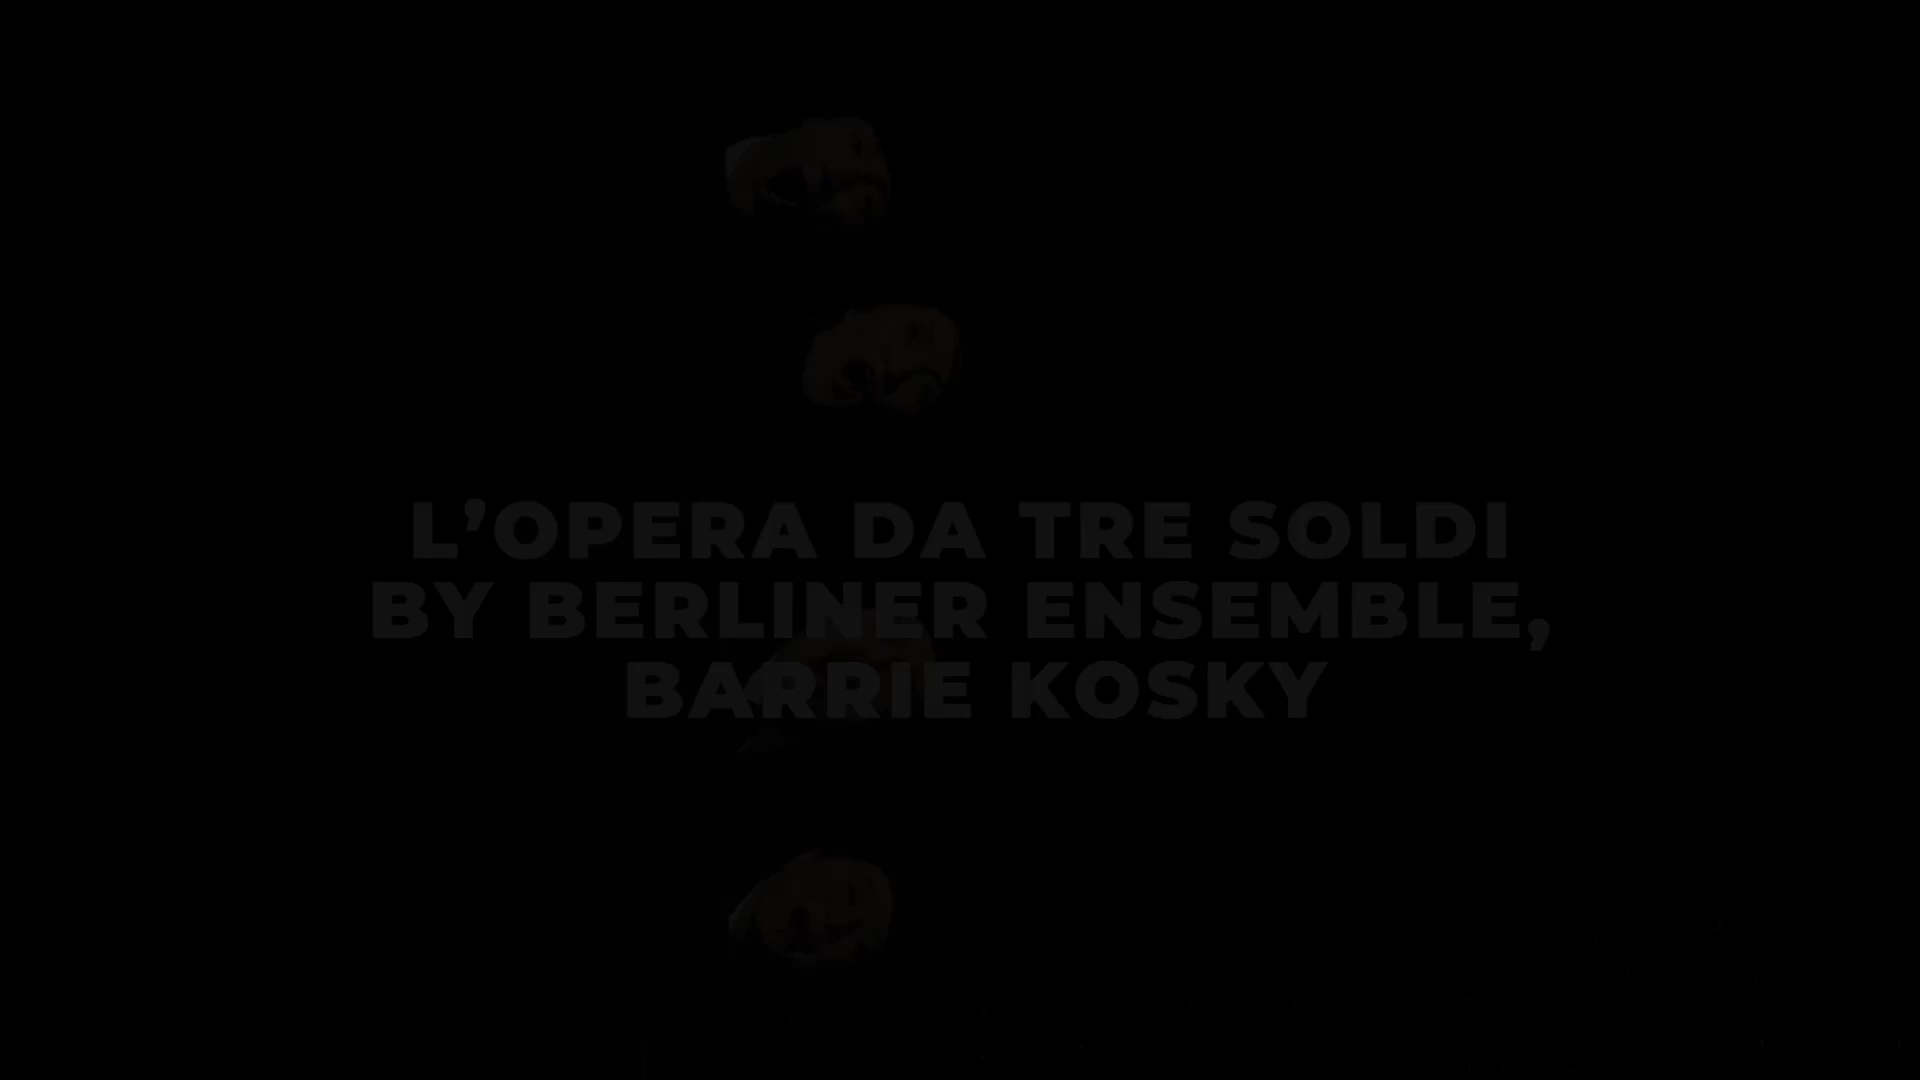 L’OPERA DA TRE SOLDI
BY BERLINER ENSEMBLE,
BARRIE KOSKY